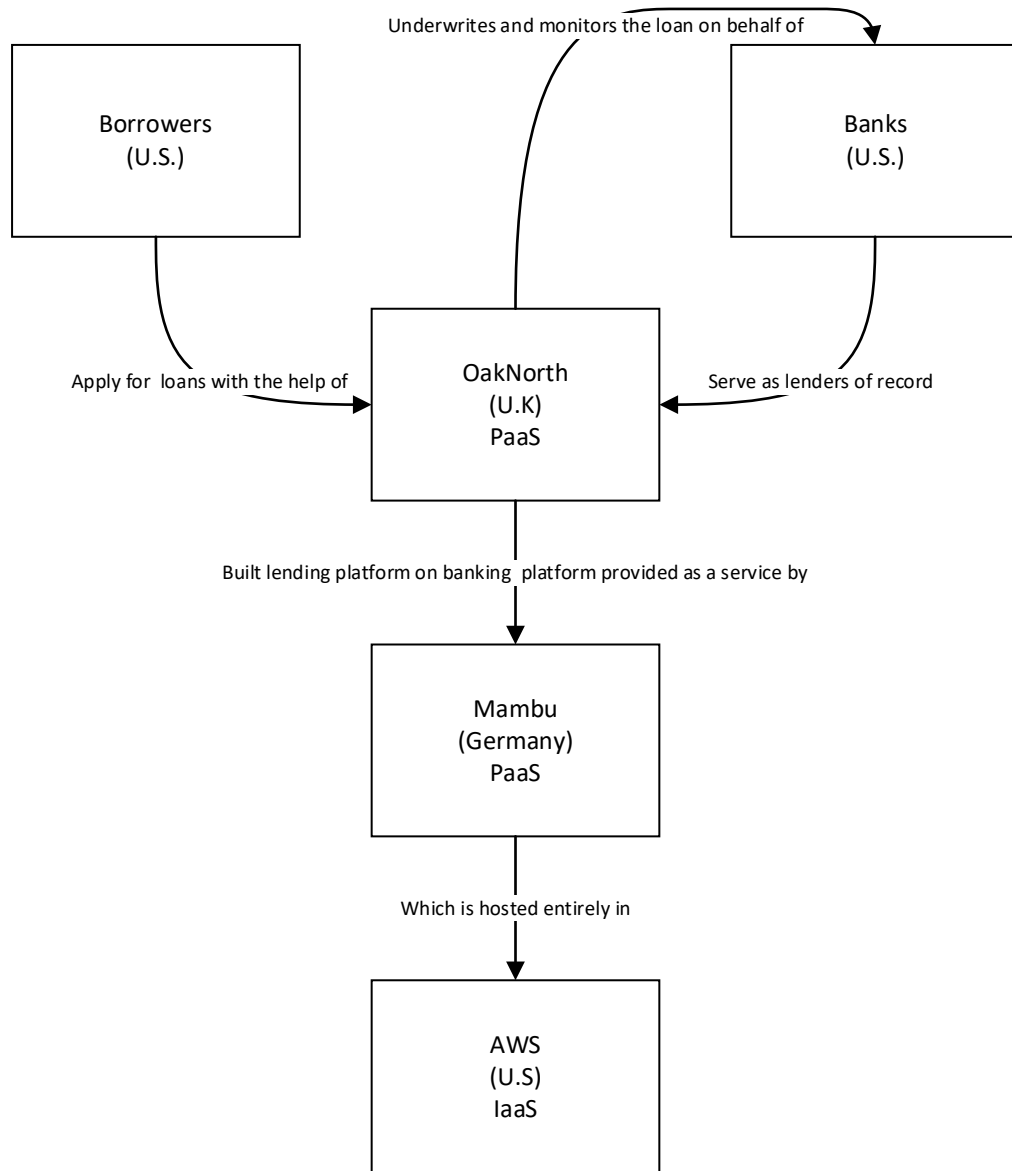 Underwrites and monitors the loan on behalf of
Borrowers
(U.S.)
Banks
(U.S.)
Apply for  loans with the help of
OakNorth
(U.K)
PaaS
Serve as lenders of record
Built lending platform on banking  platform provided as a service by
Mambu
(Germany)
PaaS
Which is hosted entirely in
AWS
(U.S)
IaaS